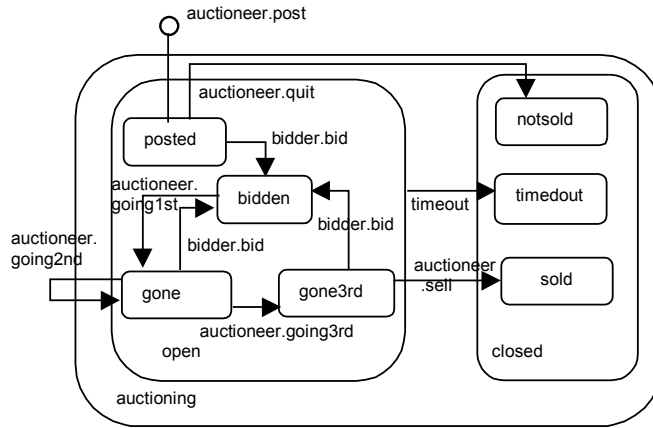 auctioneer.post
auctioneer.quit
posted
notsold
bidder.bid
auctioneer.
going1st
bidden
timeout
timedout
bidder.bid
auctioneer.
going2nd
bidder.bid
gone
gone3rd
auctioneer
.sell
sold
auctioneer.going3rd
open
closed
auctioning